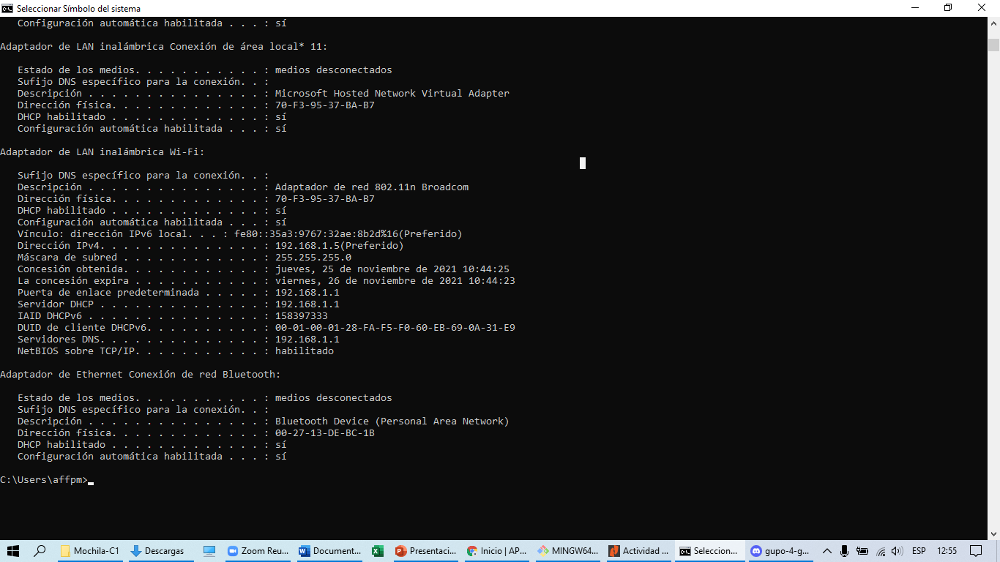 Seleccionar Símbolo del sistema
Configuración automática habilitada . . . : sí
Adaptador de LAN inalámbrica Conexión de área local* 11:
Estado de los medios. . . . . . . . . . . : medios desconectados
Sufijo DNS específico para la conexión. . :
Descripción . . . . . . . . . . . . . . . : Microsoft Hosted Network Virtual Adapter
Dirección física. . . . . . . . . . . . . : 70-F3-95-37-BA-B7
DHCP habilitado . . . . . . . . . . . . . : sí
Configuración automática habilitada . . . : sí
Adaptador de LAN inalámbrica Wi-Fi:
Sufijo DNS específico para la conexión. . :
Descripción . . . . . . . . . . . . . . . : Adaptador de red 802.11n Broadcom
Dirección física. . . . . . . . . . . . . : 70-F3-95-37-BA-B7
DHCP habilitado . . . . . . . . . . . . . : sí
Configuración automática habilitada . . . : sí
Vínculo: dirección IPv6 local. . . : fe80::35a3:9767:32ae:8b2d%16(Preferido)
Dirección IPv4. . . . . . . . . . . . . . : 192.168.1.5(Preferido)
Máscara de subred . . . . . . . . . . . . : 255.255.255.0
Concesión obtenida. . . . . . . . . . . . : jueves, 25 de noviembre de 2021 10:44:25
La concesión expira . . . . . . . . . . . : viernes, 26 de noviembre de 2021 10:44:23
Puerta de enlace predeterminada . . . . . : 192.168.1.1
Servidor DHCP . . . . . . . . . . . . . . : 192.168.1.1
IAID DHCPv6 . . . . . . . . . . . . . . . : 158397333
DUID de cliente DHCPv6. . . . . . . . . . : 00-01-00-01-28-FA-F5-F0-60-EB-69-0A-31-E9
Servidores DNS. . . . . . . . . . . . . . : 192.168.1.1
NetBIOS sobre TCP/IP. . . . . . . . . . . : habilitado
Adaptador de Ethernet Conexión de red Bluetooth:
Estado de los medios. . . . . . . . . . . : medios desconectados
Sufijo DNS específico para la conexión. . :
Descripción . . . . . . . . . . . . . . . : Bluetooth Device (Personal Area Network)
Dirección física. . . . . . . . . . . . . : 00-27-13-DE-BC-1B
DHCP habilitado . . . . . . . . . . . . . : sí
Configuración automática habilitada . . . : sí
C:\Users\affpm>
Mochila-C1 Descargas Zoom Reu... Document... Presentaci... Inicio | AP... MINGW64... Actividad ... Seleccion... gupo-4-g... ESP 12:55